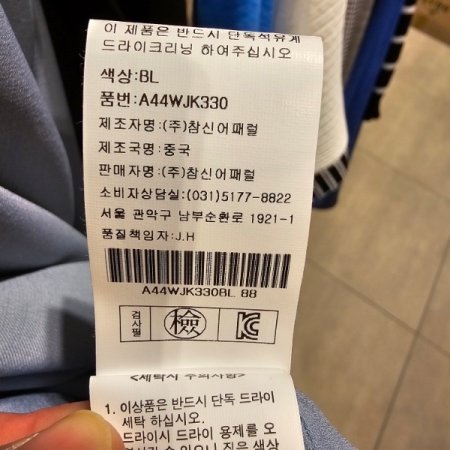 이 제품은 반드시 단독석유계
드라이크리닝 하여주십시오
색상:BL
품번:A44WJK330
제조자명:(주)참신어패럴
제조국명:중국
판매자명:(주)참신어패럴
소비자상담실:(031)5177-8822
서울 관악구 남부순환로 1921-1
품질책임자:J.H
A44WJK330BL 88
검사필
檢
KC
<세탁시 주의사항>
1. 이상품은 반드시 단독 드라이
세탁 하십시오.
드라이시 드라이 용제를 오
색상